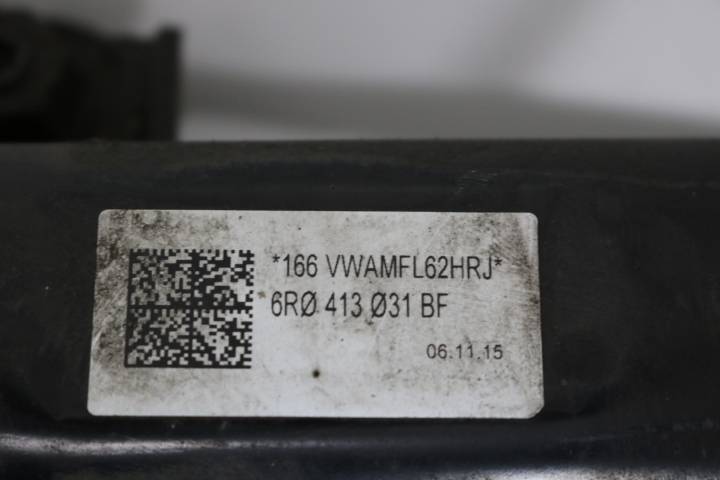 *166 VWAMFL62HRJ*
6RØ 413 Ø31 BF
06.11.15